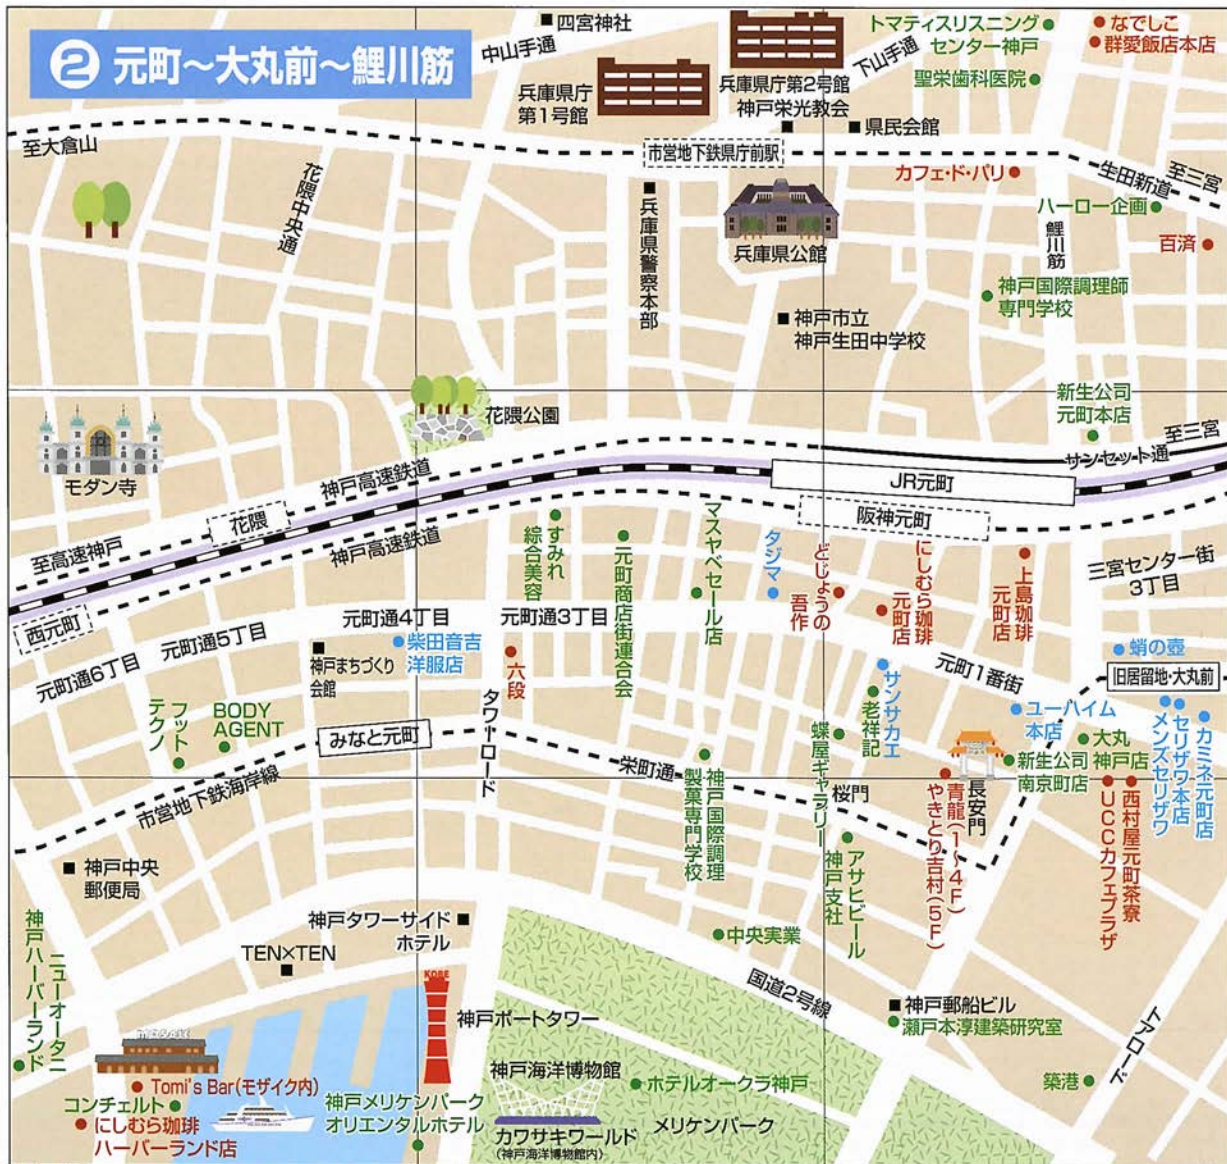 ② 元町～大丸前～鯉川筋
四宮神社
中山手通
兵庫県庁
第1号館
兵庫県庁第2号館
下山手通
神戸栄光教会
県民会館
トマティスリスニング
センター神戸
聖栄歯科医院
なでしこ
群愛飯店本店
至大倉山
市営地下鉄県庁前駅
花隈中央通
兵庫県警察本部
兵庫県公館
カフェ・ド・パリ
生田新道
至三宮
ハーロー企画
鯉川筋
百済
神戸国際調理師
専門学校
神戸市立
神戸生田中学校
新生公司
元町本店
至三宮
サンセット通
花隈公園
モダン寺
神戸高速鉄道
花隈
至高速神戸
神戸高速鉄道
JR元町
阪神元町
西元町
すみれ
綜合美容
元町商店街連合会
マスヤベセール店
タジマ
どじょうの
吾作
にしむら珈琲
元町店
上島珈琲
元町店
三宮センター街
3丁目
元町通6丁目
元町通5丁目
元町通4丁目
元町通3丁目
元町1番街
神戸まちづくり
会館
柴田音吉
洋服店
六段
蛸の壺
旧居留地・大丸前
サンサカエ
老祥記
蝶屋ギャラリー
ユーハイム
本店
大丸
神戸店
新生公司
南京町店
カミネ元町店
セリザワ本店
メンズセリザワ
フット
テクノ
BODY
AGENT
みなと元町
タワーロード
市営地下鉄海岸線
栄町通
神戸国際調理
製菓専門学校
桜門
長安門
青龍(1～4F)
やきとり吉村(5F)
西村屋元町茶寮
UCCカフェプラザ
アサヒビール
神戸支社
神戸中央
郵便局
神戸タワーサイド
ホテル
TEN×TEN
中央実業
国道2号線
神戸郵船ビル
瀬戸本淳建築研究室
トアロード
築港
ニューオータニ
神戸ハーバーランド
MOSAIC
KOBE
神戸ポートタワー
神戸海洋博物館
カワサキワールド
(神戸海洋博物館内)
ホテルオークラ神戸
メリケンパーク
Tomi's Bar(モザイク内)
コンチェルト
にしむら珈琲
ハーバーランド店
神戸メリケンパーク
オリエンタルホテル